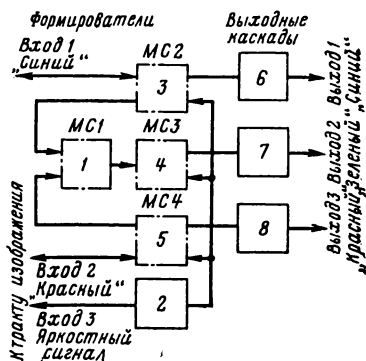 Формирователи
Выходные
каскады
Вход 1
„Синий“
МС2
3
6
Выход 1
„Синий“
МС1
1
МС3
4
7
Выход 2
„Зеленый“
МС4
5
8
Выход 3
„Красный“
К тракту изображения
Вход 2
„Красный“
2
Вход 3
Яркостный
сигнал